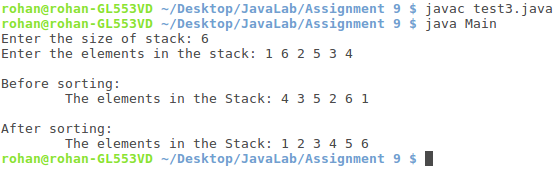 rohan@rohan-GL553VD ~/Desktop/JavaLab/Assignment 9 $ javac test3.java
rohan@rohan-GL553VD ~/Desktop/JavaLab/Assignment 9 $ java Main
Enter the size of stack: 6
Enter the elements in the stack: 1 6 2 5 3 4

Before sorting:
        The elements in the Stack: 4 3 5 2 6 1

After sorting:
        The elements in the Stack: 1 2 3 4 5 6
rohan@rohan-GL553VD ~/Desktop/JavaLab/Assignment 9 $